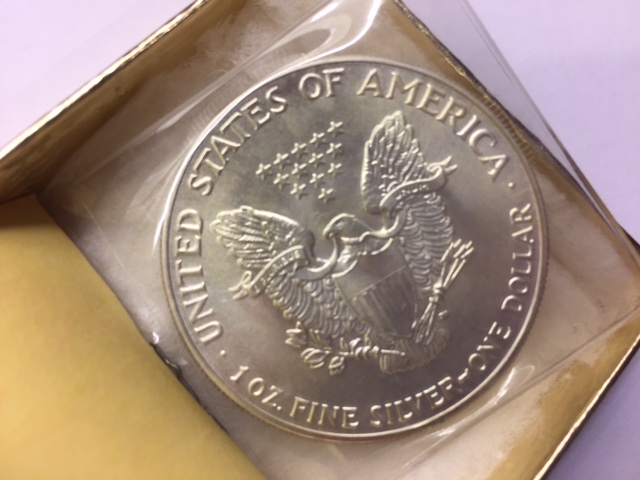 UNITED STATES OF AMERICA
1 OZ. FINE SILVER~ONE DOLLAR